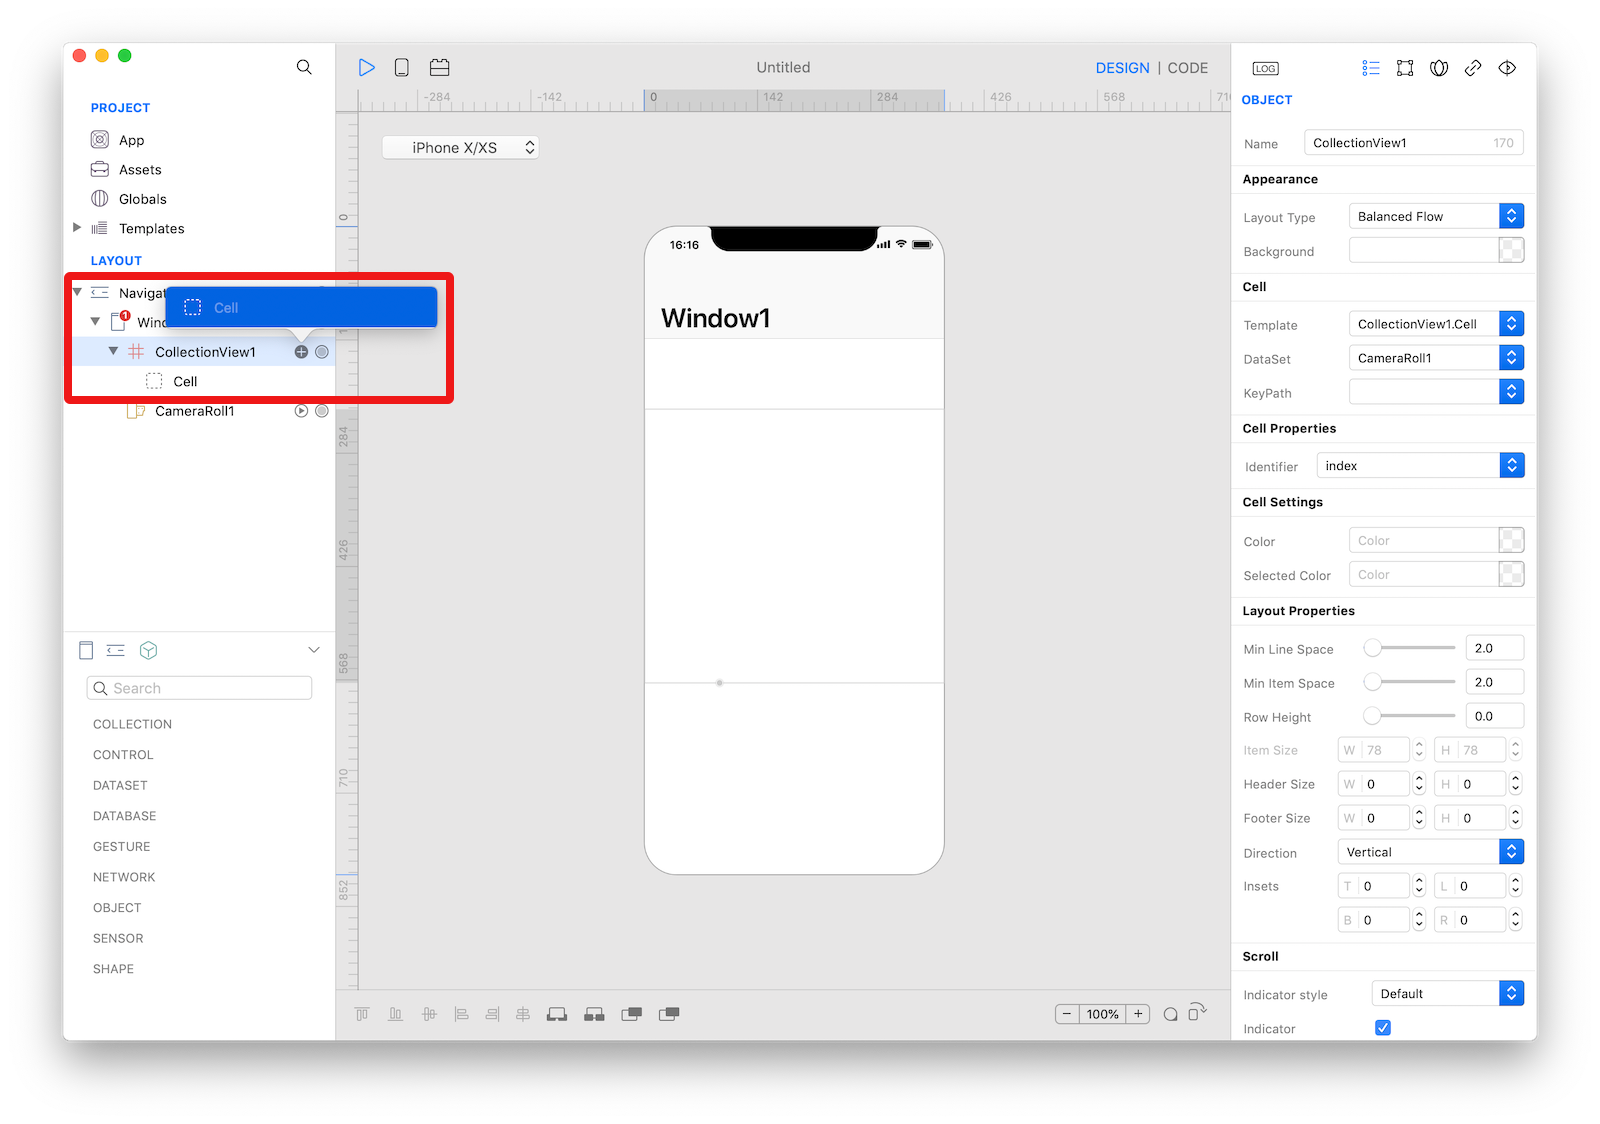 Untitled
DESIGN | CODE
LOG
-284 -142 0 142 284 426 568 710
PROJECT
App
Assets
Globals
Templates
LAYOUT
Cell
1
CollectionView1
Cell
CameraRoll1
Search
COLLECTION
CONTROL
DATASET
DATABASE
GESTURE
NETWORK
OBJECT
SENSOR
SHAPE
iPhone X/XS
0
284
426
568
710
852
16:16
Window1
100%
OBJECT
Name CollectionView1 170
Appearance
Layout Type Balanced Flow
Background
Cell
Template CollectionView1.Cell
DataSet CameraRoll1
KeyPath
Cell Properties
Identifier index
Cell Settings
Color Color
Selected Color Color
Layout Properties
Min Line Space 2.0
Min Item Space 2.0
Row Height 0.0
Item Size W 78 H 78
Header Size W 0 H 0
Footer Size W 0 H 0
Direction Vertical
Insets T 0 L 0
B 0 R 0
Scroll
Indicator style Default
Indicator